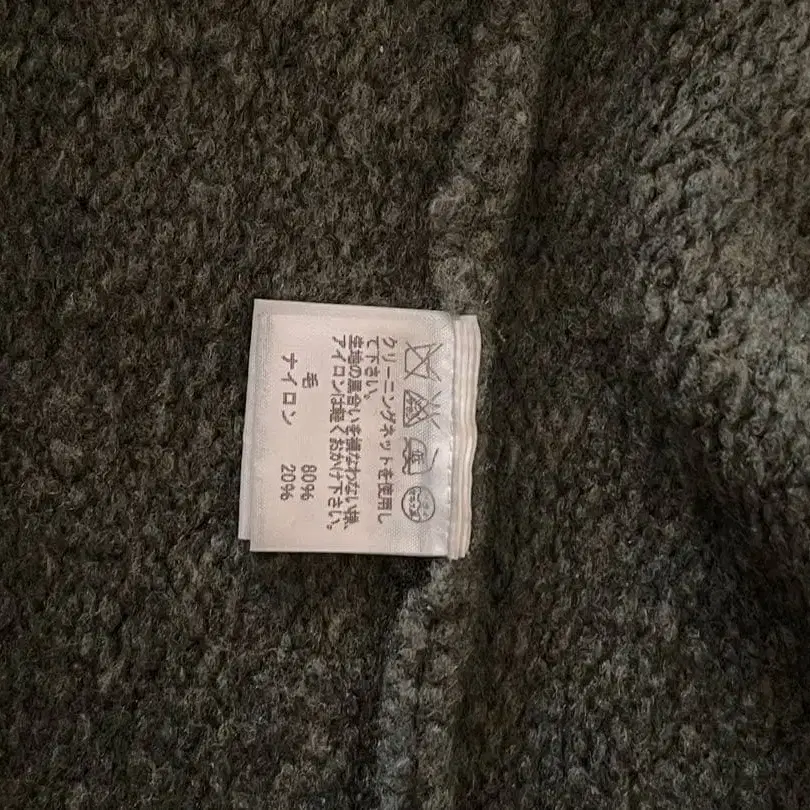 クリーニングネットを使用し
て下さい。
生地の風合いを損なわない様、
アイロンは軽くおかけ下さい。
毛 80%
ナイロン 20%